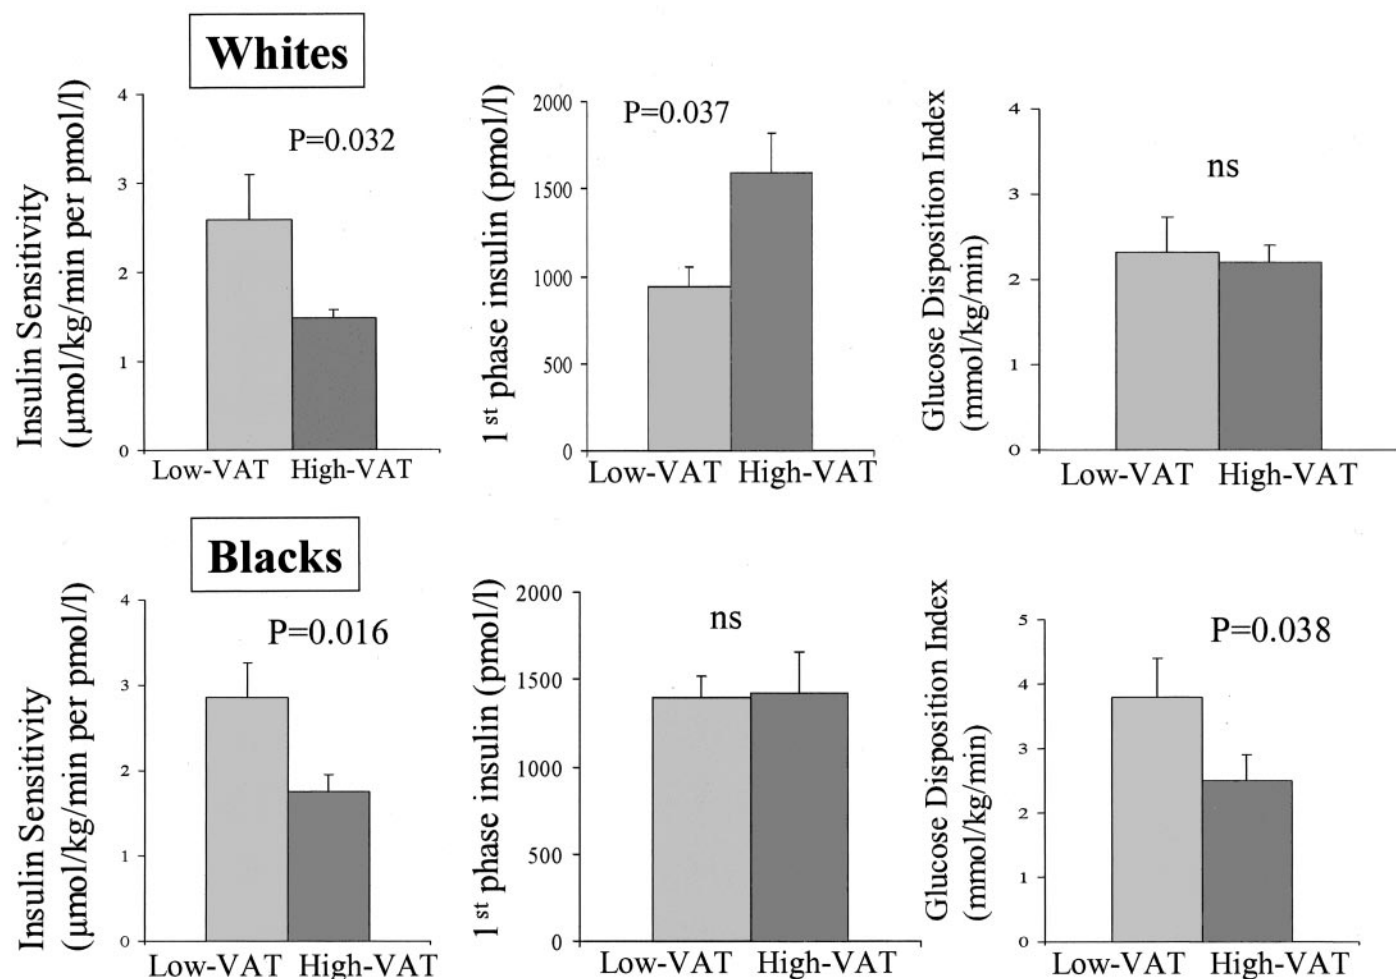 Whites
Insulin Sensitivity
(µmol/kg/min per pmol/l)
4
3
2
1
0
P=0.032
Low-VAT High-VAT
1st phase insulin (pmol/l)
2000
1500
1000
500
0
P=0.037
Low-VAT High-VAT
Glucose Disposition Index
(mmol/kg/min)
4
3
2
1
0
ns
Low-VAT High-VAT
Blacks
Insulin Sensitivity
(µmol/kg/min per pmol/l)
4
3
2
1
0
P=0.016
Low-VAT High-VAT
1st phase insulin (pmol/l)
2000
1500
1000
500
0
ns
Low-VAT High-VAT
Glucose Disposition Index
(mmol/kg/min)
5
4
3
2
1
0
P=0.038
Low-VAT High-VAT